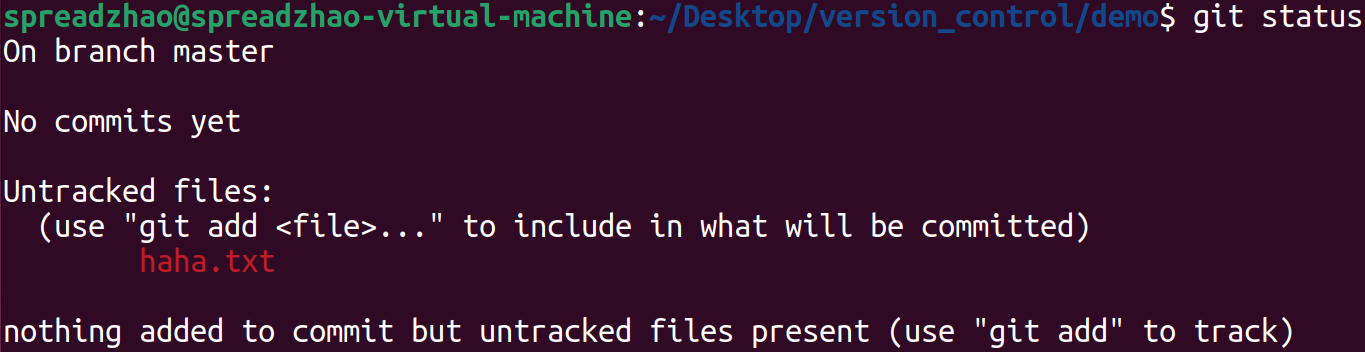 spreadzhao@spreadzhao-virtual-machine:~/Desktop/version_control/demo$ git status
On branch master
No commits yet
Untracked files:
(use "git add <file>..." to include in what will be committed)
haha.txt
nothing added to commit but untracked files present (use "git add" to track)